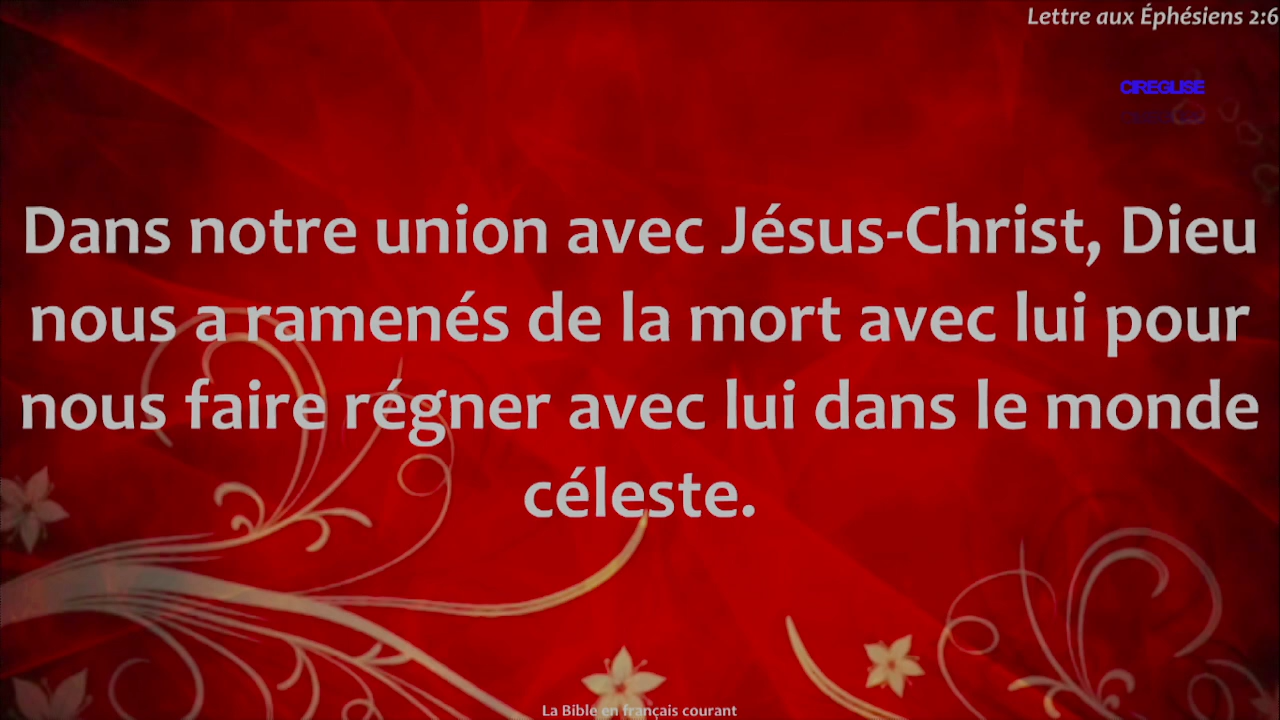 Lettre aux Éphésiens 2:6
CIREGLISE
Dans notre union avec Jésus-Christ, Dieu
nous a ramenés de la mort avec lui pour
nous faire régner avec lui dans le monde
céleste.
La Bible en français courant